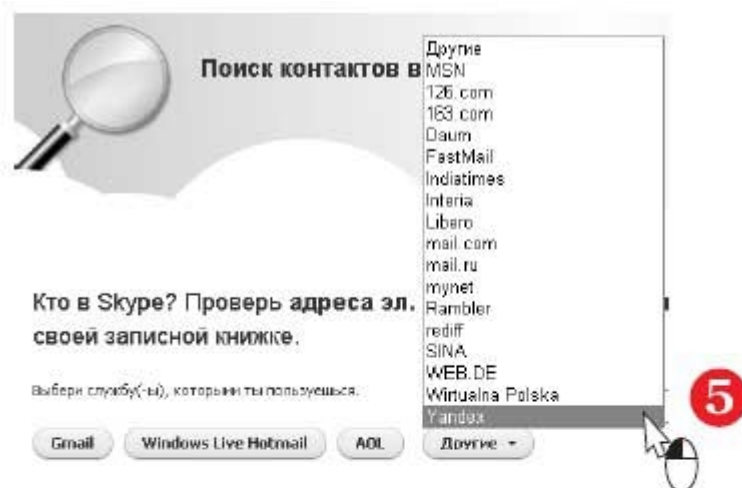 Поиск контактов в
Другие
MSN
126.com
163.com
Daum
FastMail
Indiatimes
Interia
Libero
mail.com
mail.ru
mynet
Rambler
rediff
SINA
WEB.DE
Wirtualna Polska
Yandex
Кто в Skype? Проверь адреса эл.
своей записной книжке.
Выбери службу(-ы), которыми ты пользуешься.
Gmail Windows Live Hotmail AOL Другие
5